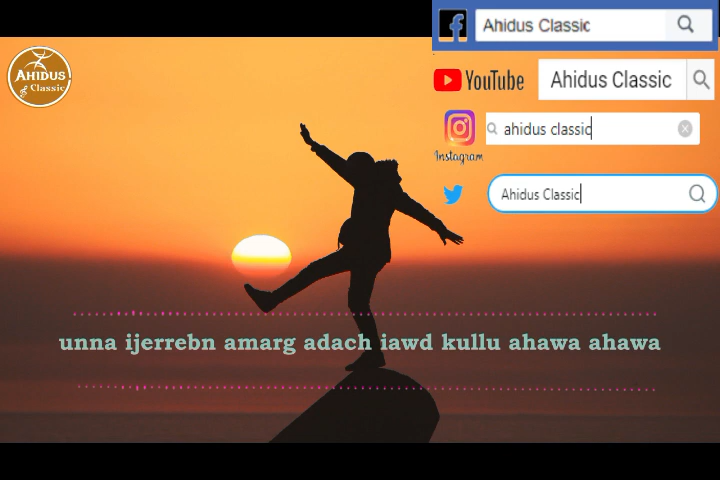 Ahidus Classic
YouTube Ahidus Classic
AHIDUS
Classic
ahidus classic
Instagram
Ahidus Classic
unna ijerrebn amarg adach iawd kullu ahawa ahawa